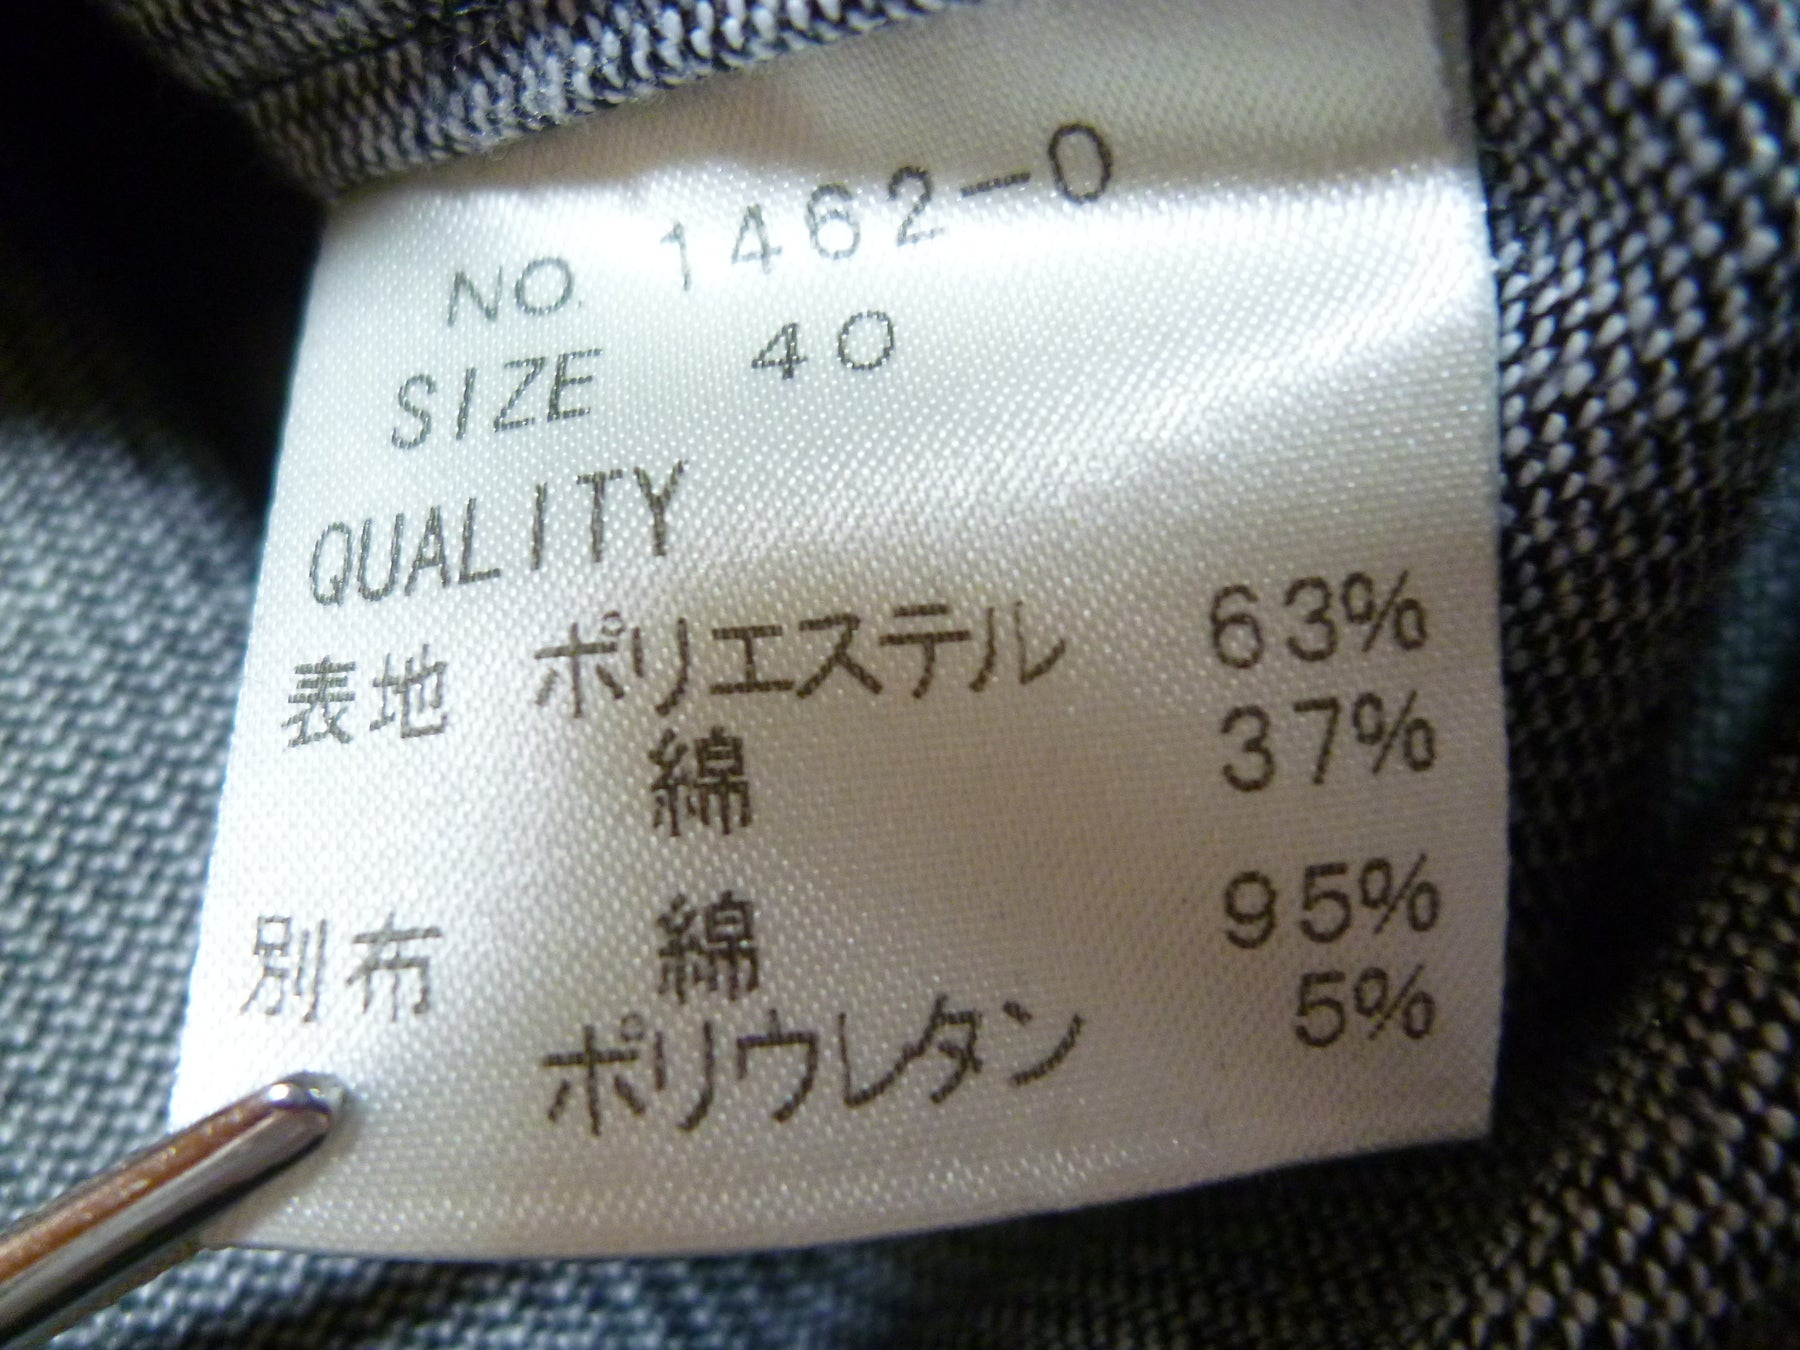 NO. 1462-0
SIZE 40
QUALITY
表地 ポリエステル 63%
綿 37%
別布 綿 95%
ポリウレタン 5%